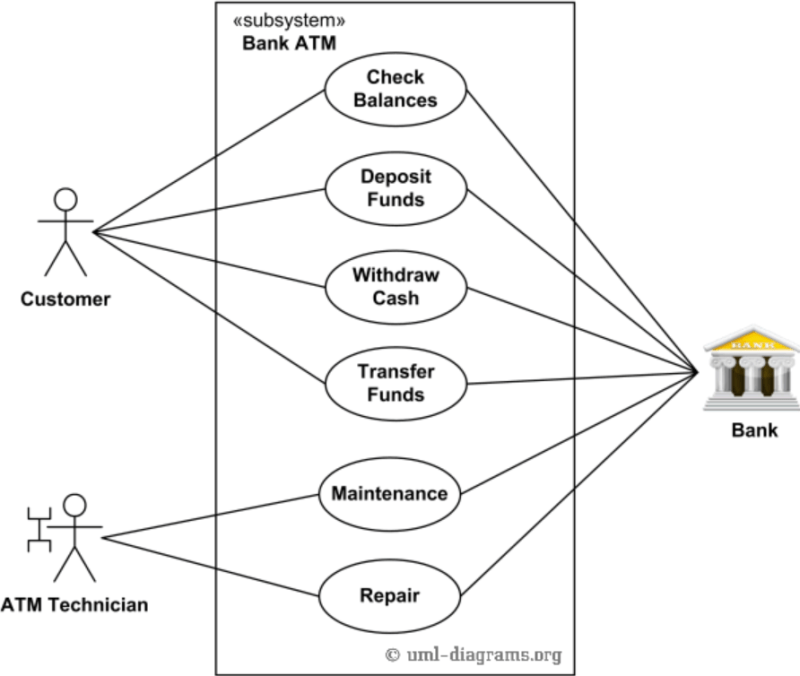 «subsystem»
Bank ATM
Check
Balances
Deposit
Funds
Customer
Withdraw
Cash
Transfer
Funds
BANK
Bank
Maintenance
ATM Technician
Repair
© uml-diagrams.org